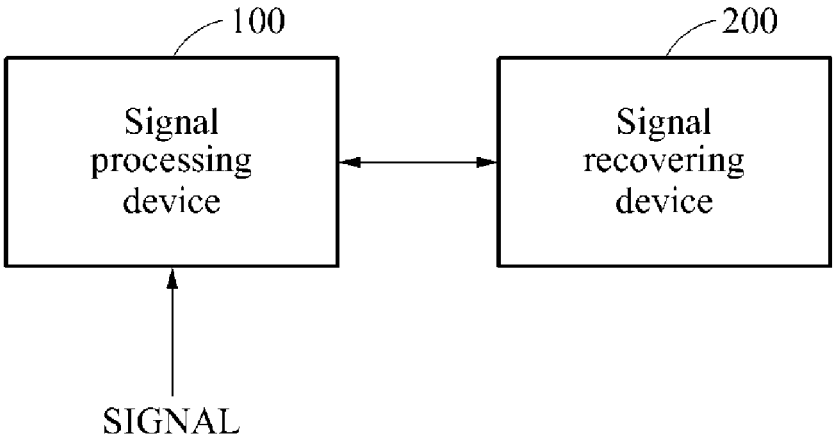 100
200
Signal
processing
device
Signal
recovering
device
SIGNAL